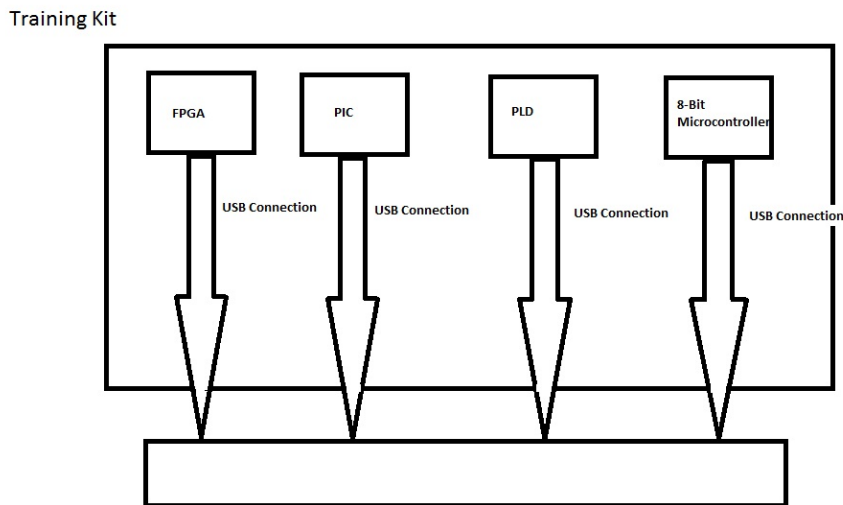 Training Kit
FPGA
PIC
PLD
8-Bit
Microcontroller
USB Connection
USB Connection
USB Connection
USB Connection